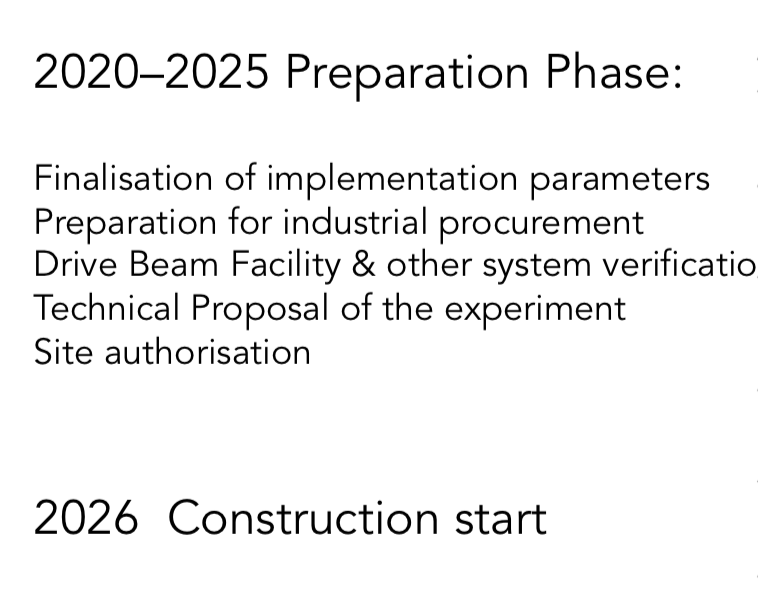 2020–2025 Preparation Phase:
Finalisation of implementation parameters
Preparation for industrial procurement
Drive Beam Facility & other system verificatio
Technical Proposal of the experiment
Site authorisation
2026 Construction start